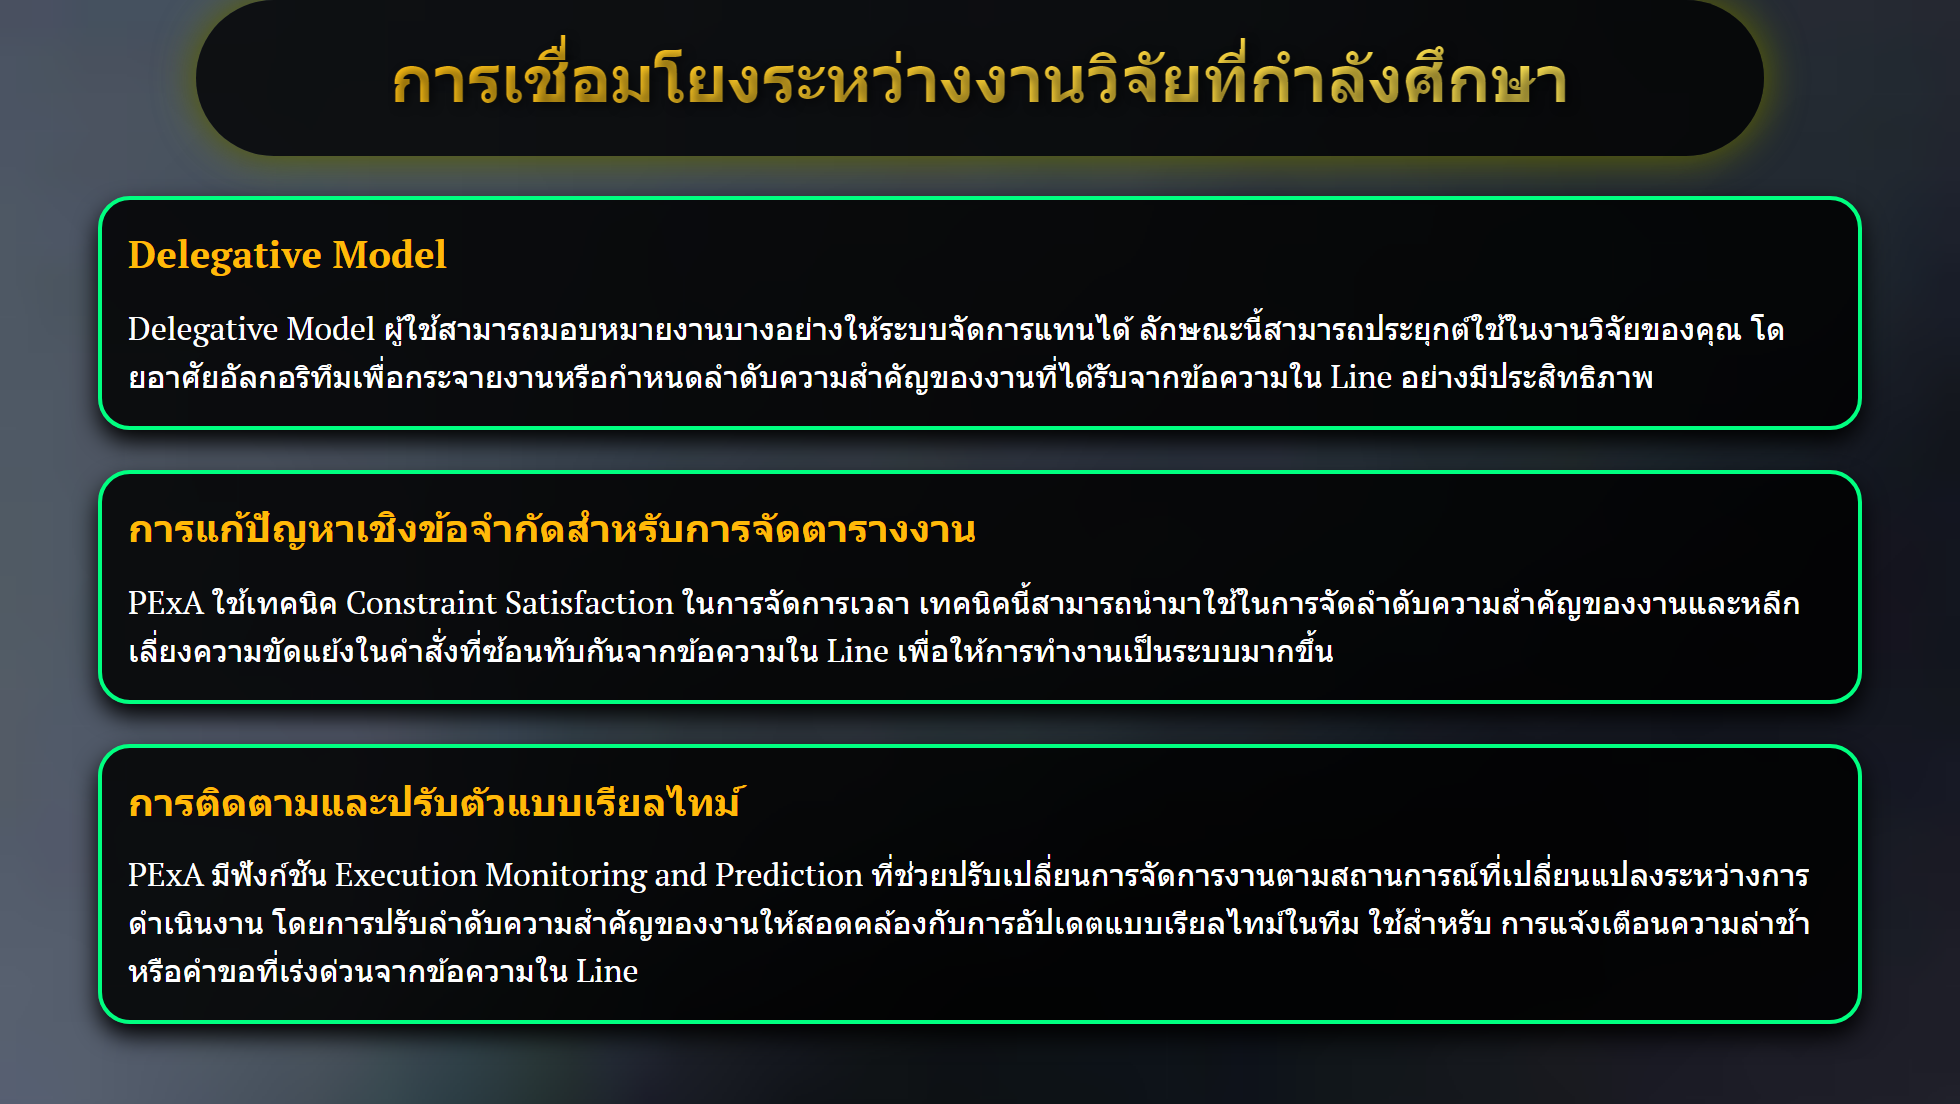 การเชื่อมโยงระหว่างงานวิจัยที่กำลังศึกษา
Delegative Model
Delegative Model ผู้ใช้สามารถมอบหมายงานบางอย่างให้ระบบจัดการแทนได้ ลักษณะนี้สามารถประยุกต์ใช้ในงานวิจัยของคุณ โด
ยอาศัยอัลกอริทึมเพื่อกระจายงานหรือกำหนดลำดับความสำคัญของงานที่ได้รับจากข้อความใน Line อย่างมีประสิทธิภาพ
การแก้ปัญหาเชิงข้อจำกัดสำหรับการจัดตารางงาน
PExA ใช้เทคนิค Constraint Satisfaction ในการจัดการเวลา เทคนิคนี้สามารถนำมาใช้ในการจัดลำดับความสำคัญของงานและหลีก
เลี่ยงความขัดแย้งในคำสั่งที่ซ้อนทับกันจากข้อความใน Line เพื่อให้การทำงานเป็นระบบมากขึ้น
การติดตามและปรับตัวแบบเรียลไทม์
PExA มีฟังก์ชัน Execution Monitoring and Prediction ที่ช่วยปรับเปลี่ยนการจัดการงานตามสถานการณ์ที่เปลี่ยนแปลงระหว่างการ
ดำเนินงาน โดยการปรับลำดับความสำคัญของงานให้สอดคล้องกับการอัปเดตแบบเรียลไทม์ในทีม ใช้สำหรับ การแจ้งเตือนความล่าช้า
หรือคำขอที่เร่งด่วนจากข้อความใน Line